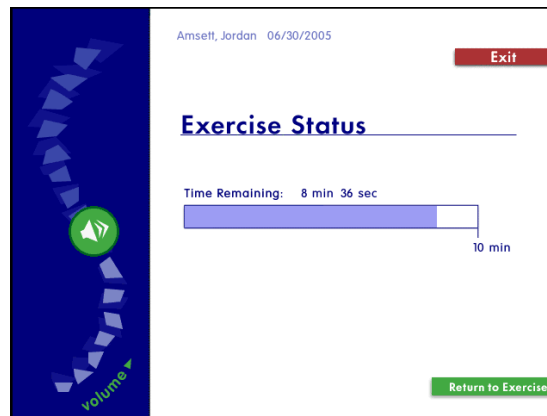 Amsett, Jordan 06/30/2005
Exit
Exercise Status
Time Remaining: 8 min 36 sec
10 min
volume
Return to Exercise